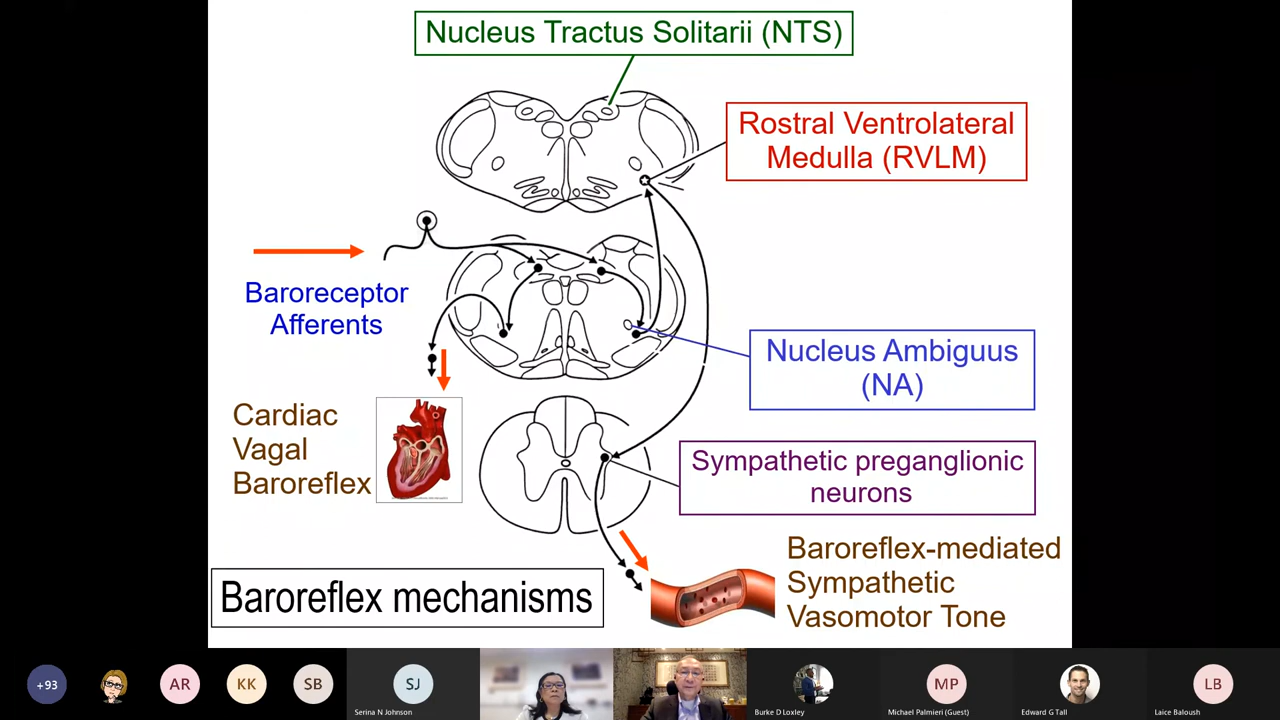 Nucleus Tractus Solitarii (NTS)
Rostral Ventrolateral
Medulla (RVLM)
Baroreceptor
Afferents
Nucleus Ambiguus
(NA)
Cardiac
Vagal
Baroreflex
Sympathetic preganglionic
neurons
Baroreflex-mediated
Sympathetic
Vasomotor Tone
Baroreflex mechanisms
+93
AR
KK
SB
SJ
Serina N Johnson
Burke D Loxley
MP
Michael Palmieri (Guest)
Edward G Tall
LB
Laice Baloush